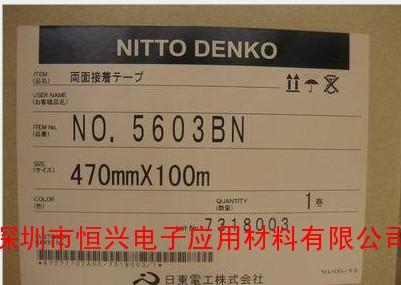 NITTO DENKO
ITEM
(品名)
両面接着テープ
USER NAME
(お客様品名)
ITEM No.
(品番)
NO. 5603BN
SIZE
(サイズ)
470mmX100m
COLOR
(色)
QUANTITY
(数量)
1巻
Lot No. 7318003
深圳市恒兴电子应用材料有限公司
日東電工株式会社